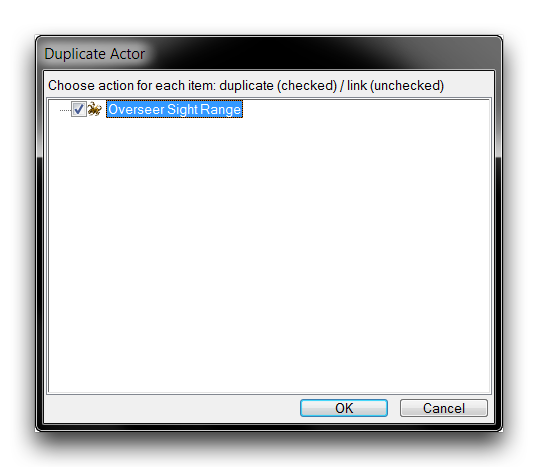 Duplicate Actor
Choose action for each item: duplicate (checked) / link (unchecked)
Overseer Sight Range
OK Cancel